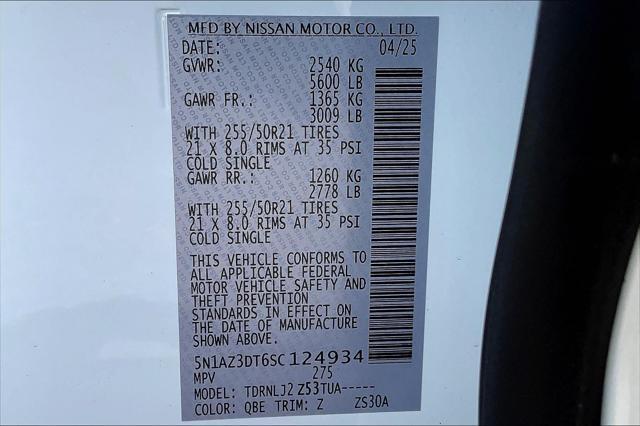 MFD BY NISSAN MOTOR CO., LTD.
DATE: 04/25
GVWR: 2540 KG
5600 LB
GAWR FR.: 1365 KG
3009 LB
WITH 255/50R21 TIRES
21 X 8.0 RIMS AT 35 PSI
COLD SINGLE
GAWR RR.: 1260 KG
2778 LB
WITH 255/50R21 TIRES
21 X 8.0 RIMS AT 35 PSI
COLD SINGLE
THIS VEHICLE CONFORMS TO
ALL APPLICABLE FEDERAL
MOTOR VEHICLE SAFETY AND
THEFT PREVENTION
STANDARDS IN EFFECT ON
THE DATE OF MANUFACTURE
SHOWN ABOVE.
5N1AZ3DT6SC 124934
MPV 275
MODEL: TDRNLJ2 Z53TUA-----
COLOR: QBE TRIM: Z ZS30A